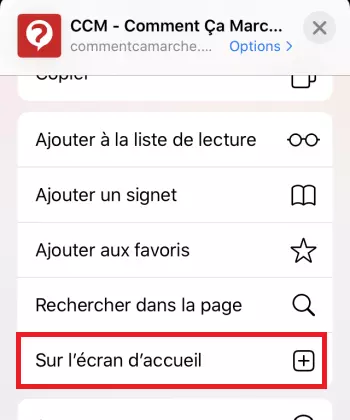 CCM - Comment Ça Marc...
commentcamarche.... Options >
Copier
Ajouter à la liste de lecture
Ajouter un signet
Ajouter aux favoris
Rechercher dans la page
Sur l'écran d'accueil